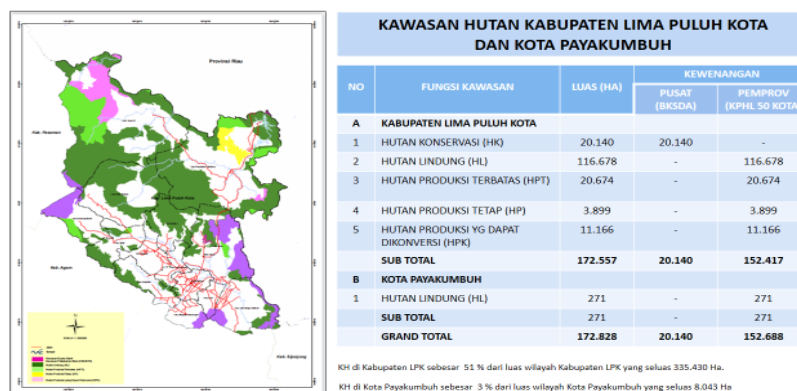 Provinsi Riau
Kab. Pasaman
Kab. Lima Puluh Kota
Kab. Agam
Kab. Sijunjung
KAWASAN HUTAN KABUPATEN LIMA PULUH KOTA
DAN KOTA PAYAKUMBUH
NO FUNGSI KAWASAN LUAS (HA) KEWENANGAN
PUSAT (BKSDA) PEMPROV (KPHL 50 KOTA)
A KABUPATEN LIMA PULUH KOTA
1 HUTAN KONSERVASI (HK) 20.140 20.140 -
2 HUTAN LINDUNG (HL) 116.678 - 116.678
3 HUTAN PRODUKSI TERBATAS (HPT) 20.674 - 20.674
4 HUTAN PRODUKSI TETAP (HP) 3.899 - 3.899
5 HUTAN PRODUKSI YG DAPAT 11.166 - 11.166
DIKONVERSI (HPK)
SUB TOTAL 172.557 20.140 152.417
B KOTA PAYAKUMBUH
1 HUTAN LINDUNG (HL) 271 - 271
SUB TOTAL 271 - 271
GRAND TOTAL 172.828 20.140 152.688
KH di Kabupaten LPK sebesar 51 % dari luas wilayah Kabupaten LPK yang seluas 335.430 Ha.
KH di Kota Payakumbuh sebesar 3 % dari luas wilayah Kota Payakumbuh yang seluas 8.043 Ha